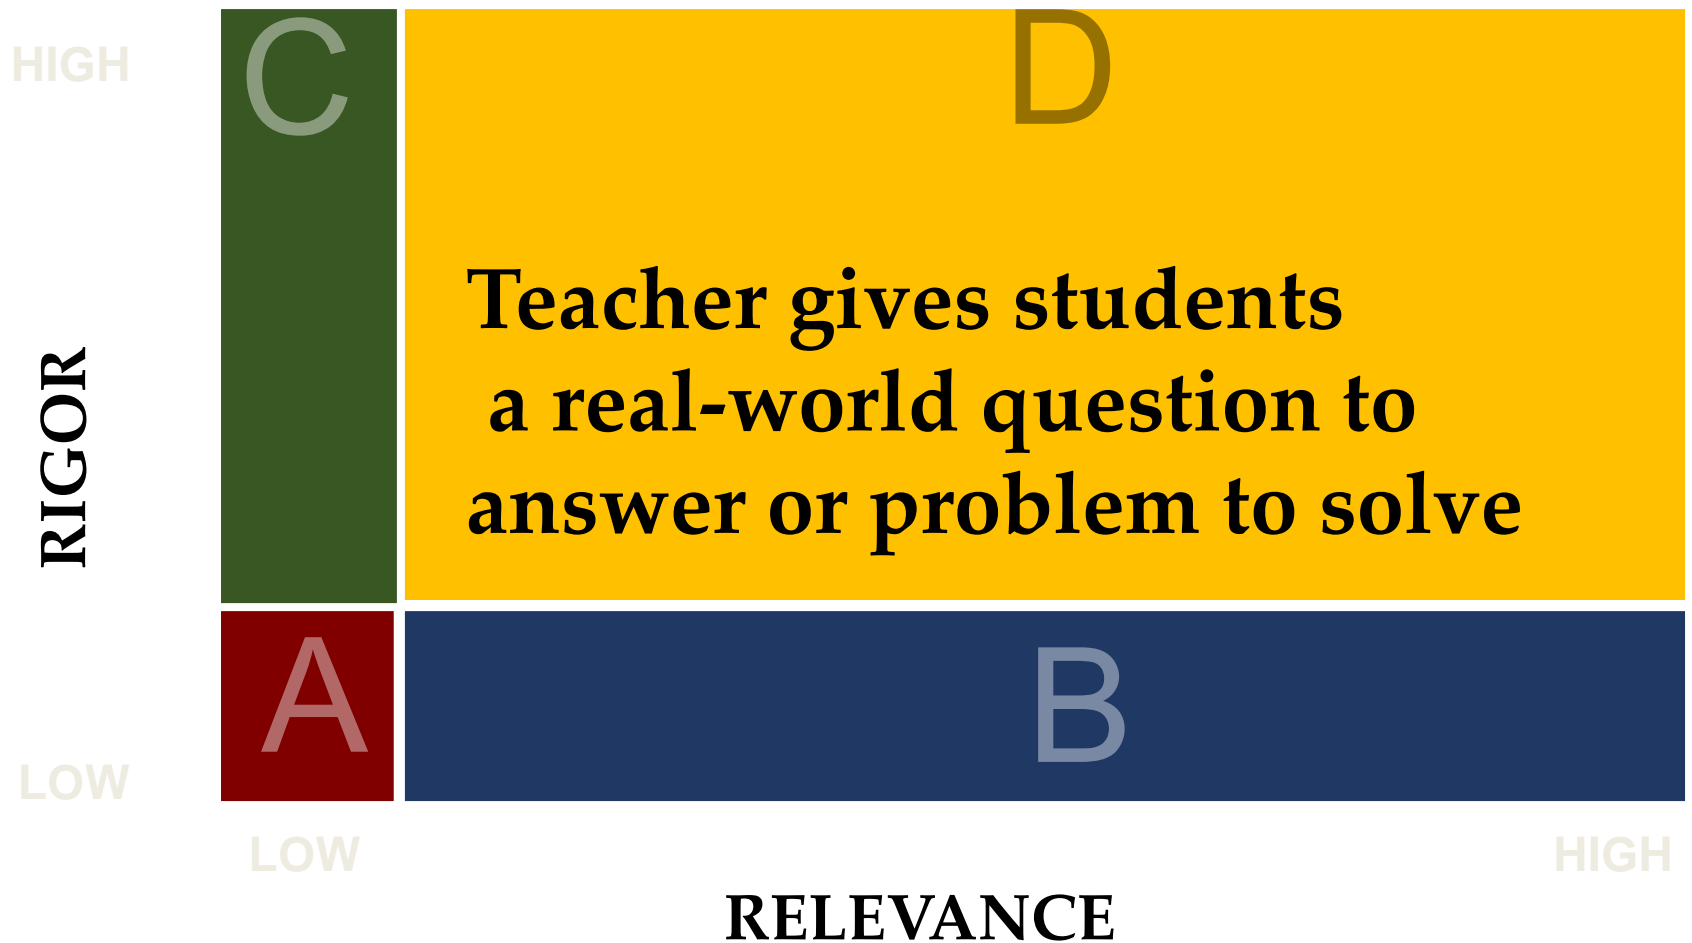 HIGH
C
D
Teacher gives students
a real-world question to
answer or problem to solve
RIGOR
A
B
LOW
LOW
HIGH
RELEVANCE